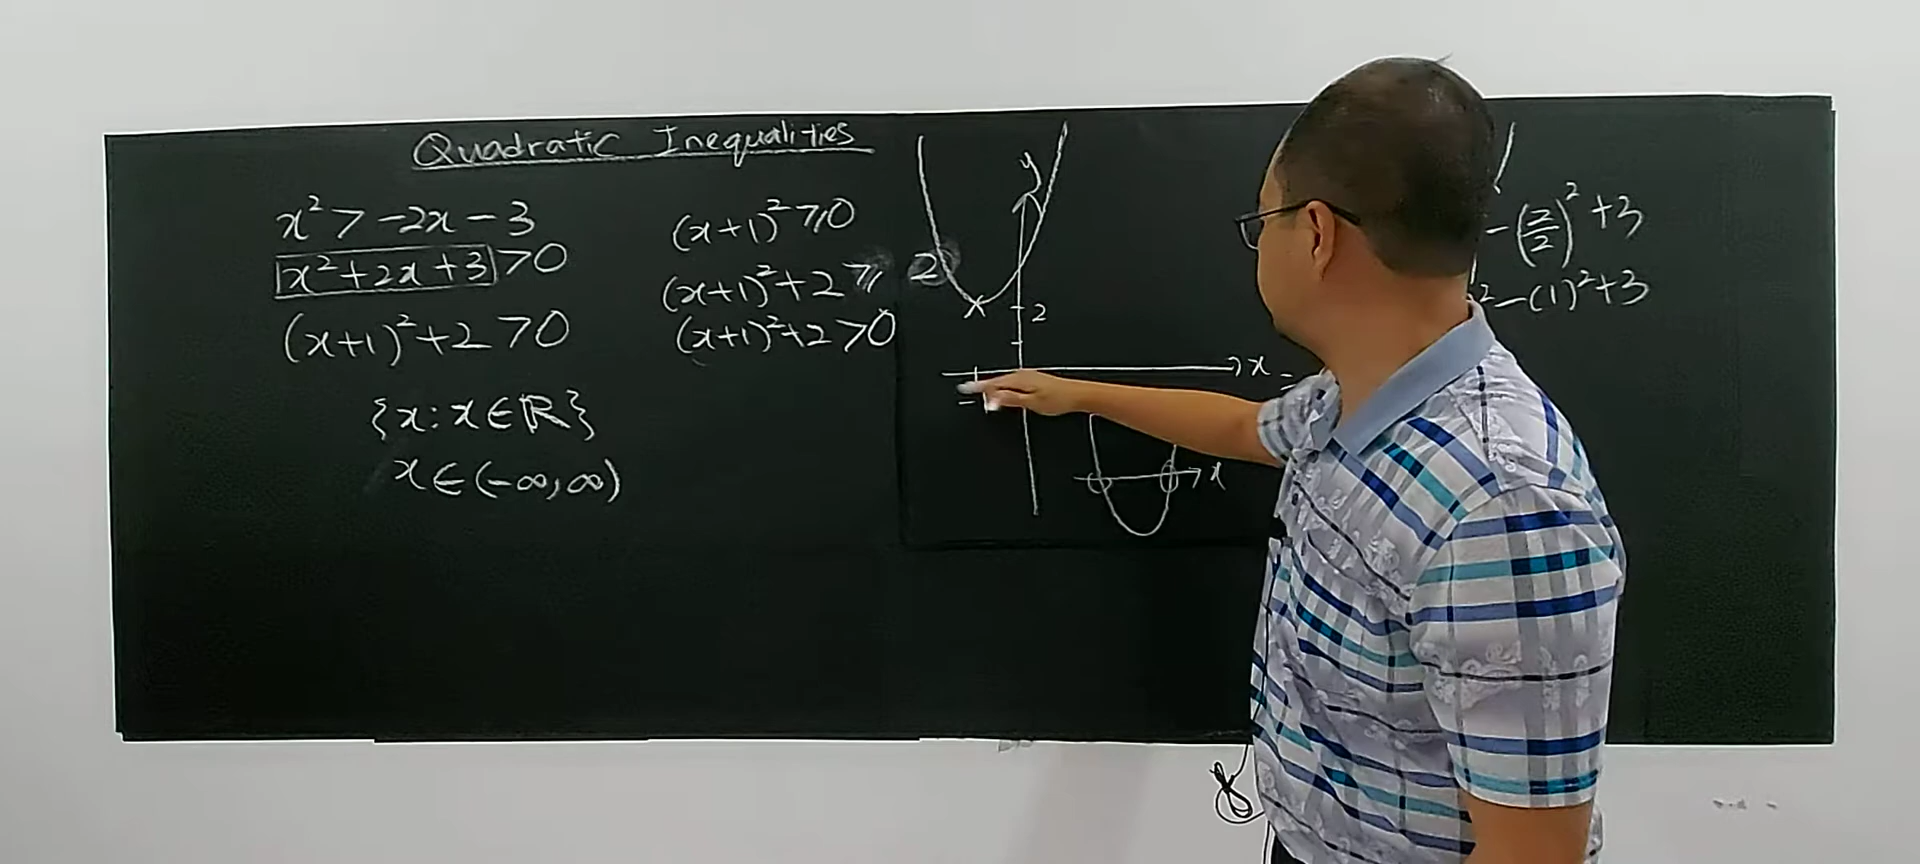 Quadratic Inequalities
x² > -2x - 3
x² + 2x + 3 > 0
(x+1)² + 2 > 0
{x : x ∈ ℝ}
x ∈ (-∞, ∞)
(x+1)² ≥ 0
(x+1)² + 2 ≥ 2
(x+1)² + 2 > 0
y
2
x
x
- (2/2)² + 3
² - (1)² + 3